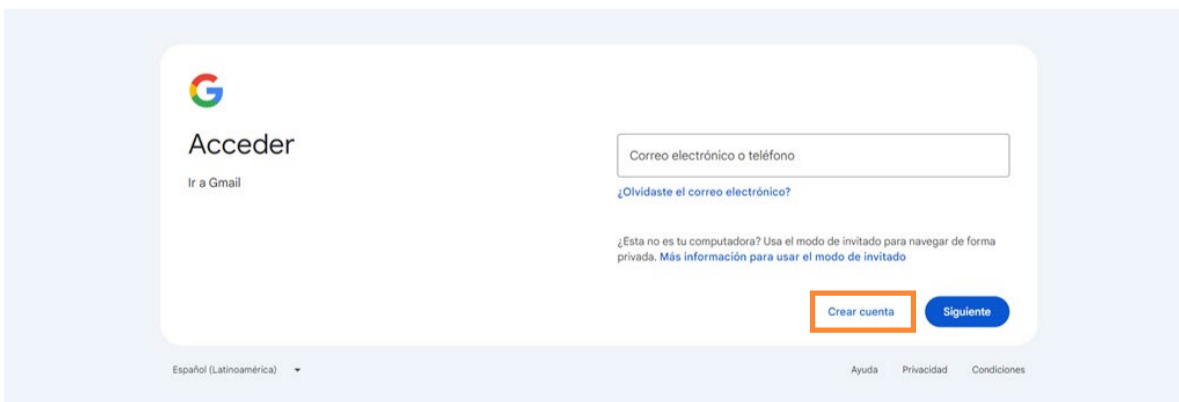 Acceder
Ir a Gmail
Correo electrónico o teléfono
¿Olvidaste el correo electrónico?
¿Esta no es tu computadora? Usa el modo de invitado para navegar de forma
privada. Más información para usar el modo de invitado
Crear cuenta
Siguiente
Español (Latinoamérica)
Ayuda Privacidad Condiciones